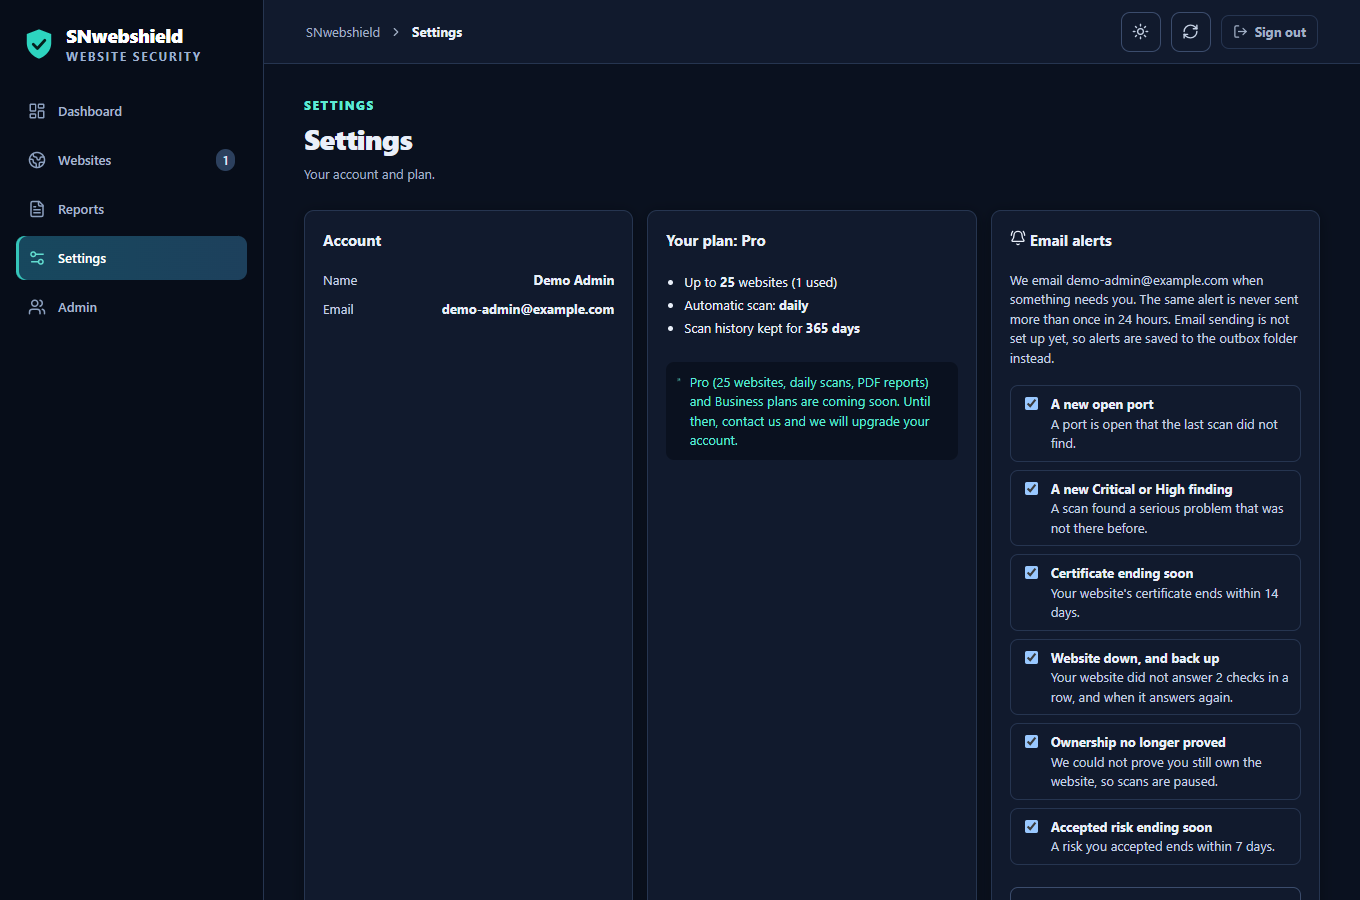 SNwebshield
WEBSITE SECURITY
Dashboard
Websites 1
Reports
Settings
Admin
SNwebshield > Settings
Sign out
SETTINGS
Settings
Your account and plan.
Account
Name Demo Admin
Email demo-admin@example.com
Your plan: Pro
• Up to 25 websites (1 used)
• Automatic scan: daily
• Scan history kept for 365 days
Pro (25 websites, daily scans, PDF reports)
and Business plans are coming soon. Until
then, contact us and we will upgrade your
account.
Email alerts
We email demo-admin@example.com when
something needs you. The same alert is never sent
more than once in 24 hours. Email sending is not
set up yet, so alerts are saved to the outbox folder
instead.
A new open port
A port is open that the last scan did not
find.
A new Critical or High finding
A scan found a serious problem that was
not there before.
Certificate ending soon
Your website's certificate ends within 14
days.
Website down, and back up
Your website did not answer 2 checks in a
row, and when it answers again.
Ownership no longer proved
We could not prove you still own the
website, so scans are paused.
Accepted risk ending soon
A risk you accepted ends within 7 days.